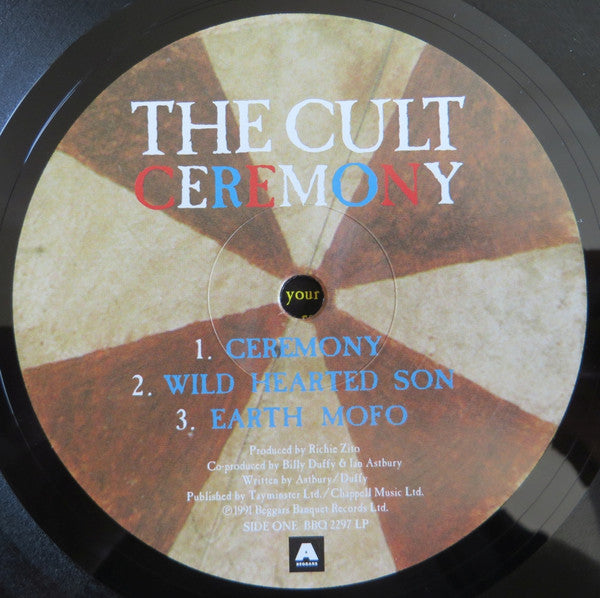 THE CULT
CEREMONY
your
1. CEREMONY
2. WILD HEARTED SON
3. EARTH MOFO
Produced by Richie Zito
Co-produced by Billy Duffy & Ian Astbury
Written by Astbury/Duffy
Published by Tayminster Ltd./Chappell Music Ltd.
℗©1991 Beggars Banquet Records Ltd.
SIDE ONE BBQ 2297 LP
A
BEGGARS